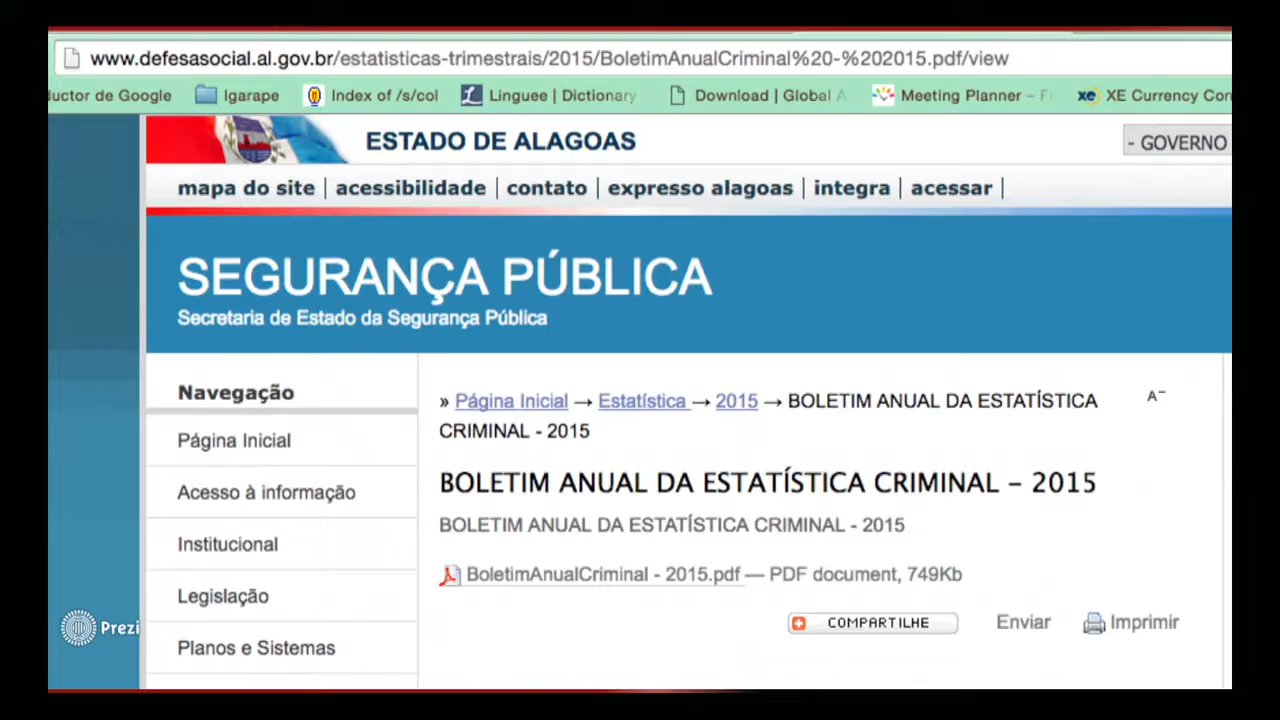 www.defesasocial.al.gov.br/estatisticas-trimestrais/2015/BoletimAnualCriminal%20-%202015.pdf/view
de Google Igarape Index of /s/col Linguee | Dictionary Download | Global A Meeting Planner – XE Currency
ESTADO DE ALAGOAS - GOVERNO
mapa do site | acessibilidade | contato | expresso alagoas | integra | acessar |
SEGURANÇA PÚBLICA
Secretaria de Estado da Segurança Pública
Navegação
Página Inicial
Acesso à informação
Institucional
Legislação
Planos e Sistemas
» Página Inicial → Estatística → 2015 → BOLETIM ANUAL DA ESTATÍSTICA
CRIMINAL - 2015
A-
BOLETIM ANUAL DA ESTATÍSTICA CRIMINAL – 2015
BOLETIM ANUAL DA ESTATÍSTICA CRIMINAL - 2015
BoletimAnualCriminal - 2015.pdf — PDF document, 749Kb
COMPARTILHE Enviar Imprimir
Prezi